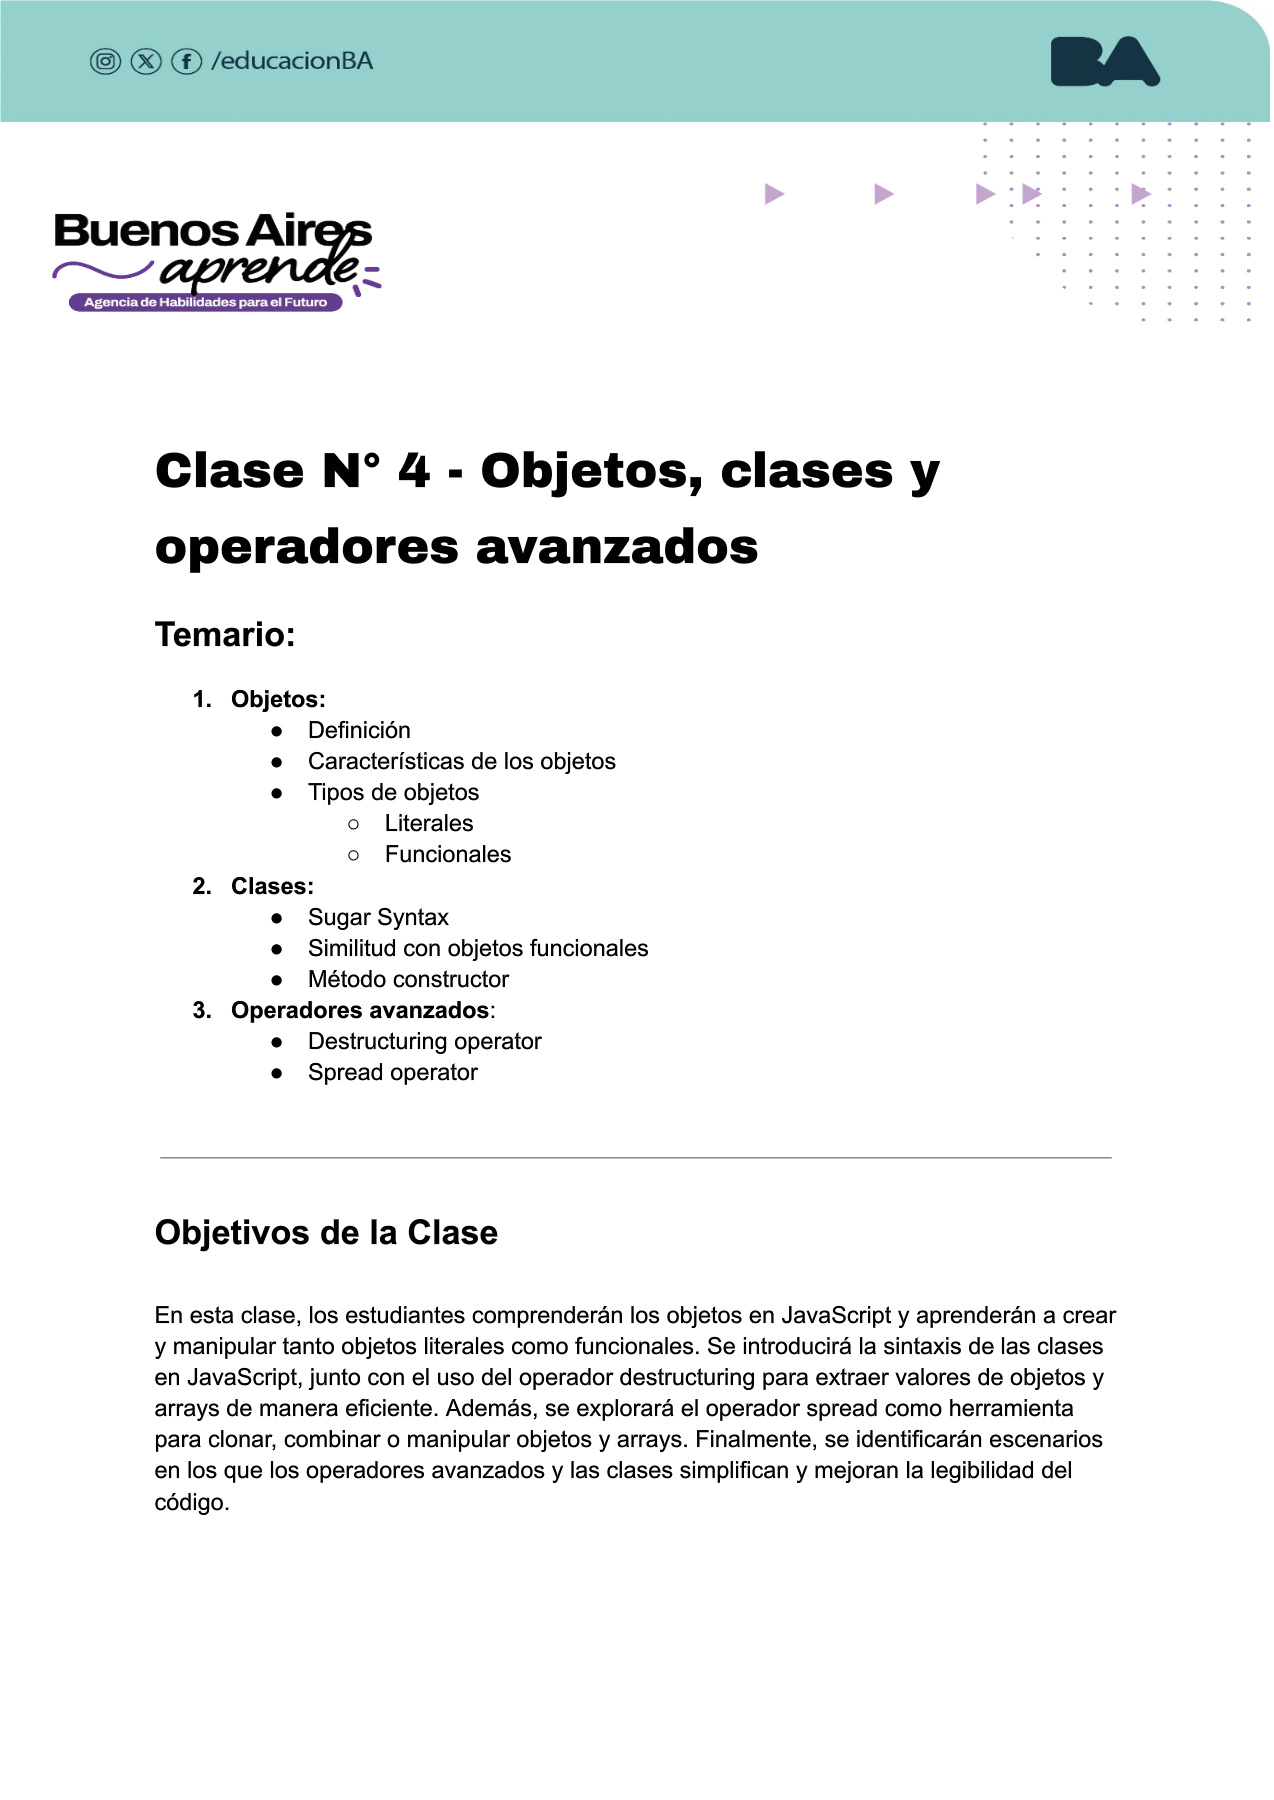 /educacionBA
BA
Buenos Aires
aprende
Agencia de Habilidades para el Futuro
Clase N° 4 - Objetos, clases y
operadores avanzados
Temario:
1. Objetos:
● Definición
● Características de los objetos
● Tipos de objetos
○ Literales
○ Funcionales
2. Clases:
● Sugar Syntax
● Similitud con objetos funcionales
● Método constructor
3. Operadores avanzados:
● Destructuring operator
● Spread operator
Objetivos de la Clase
En esta clase, los estudiantes comprenderán los objetos en JavaScript y aprenderán a crear
y manipular tanto objetos literales como funcionales. Se introducirá la sintaxis de las clases
en JavaScript, junto con el uso del operador destructuring para extraer valores de objetos y
arrays de manera eficiente. Además, se explorará el operador spread como herramienta
para clonar, combinar o manipular objetos y arrays. Finalmente, se identificarán escenarios
en los que los operadores avanzados y las clases simplifican y mejoran la legibilidad del
código.